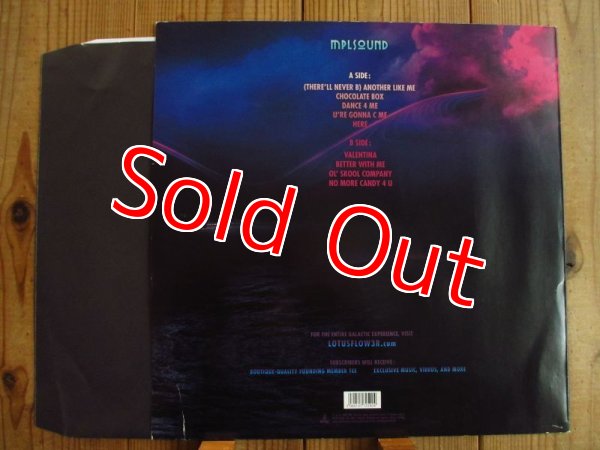 MPLSOUND
A SIDE:
(THERE'LL NEVER B) ANOTHER LIKE ME
CHOCOLATE BOX
DANCE 4 ME
U'RE GONNA C ME
HERE
B SIDE:
VALENTINA
BETTER WITH ME
OL' SKOOL COMPANY
NO MORE CANDY 4 U
Sold Out
FOR THE ENTIRE GALACTIC EXPERIENCE, VISIT
LOTUSFLOW3R.com
SUBSCRIBERS WILL RECEIVE:
BOUTIQUE-QUALITY FOUNDING MEMBER TEE EXCLUSIVE MUSIC, VIDEOS, AND MORE